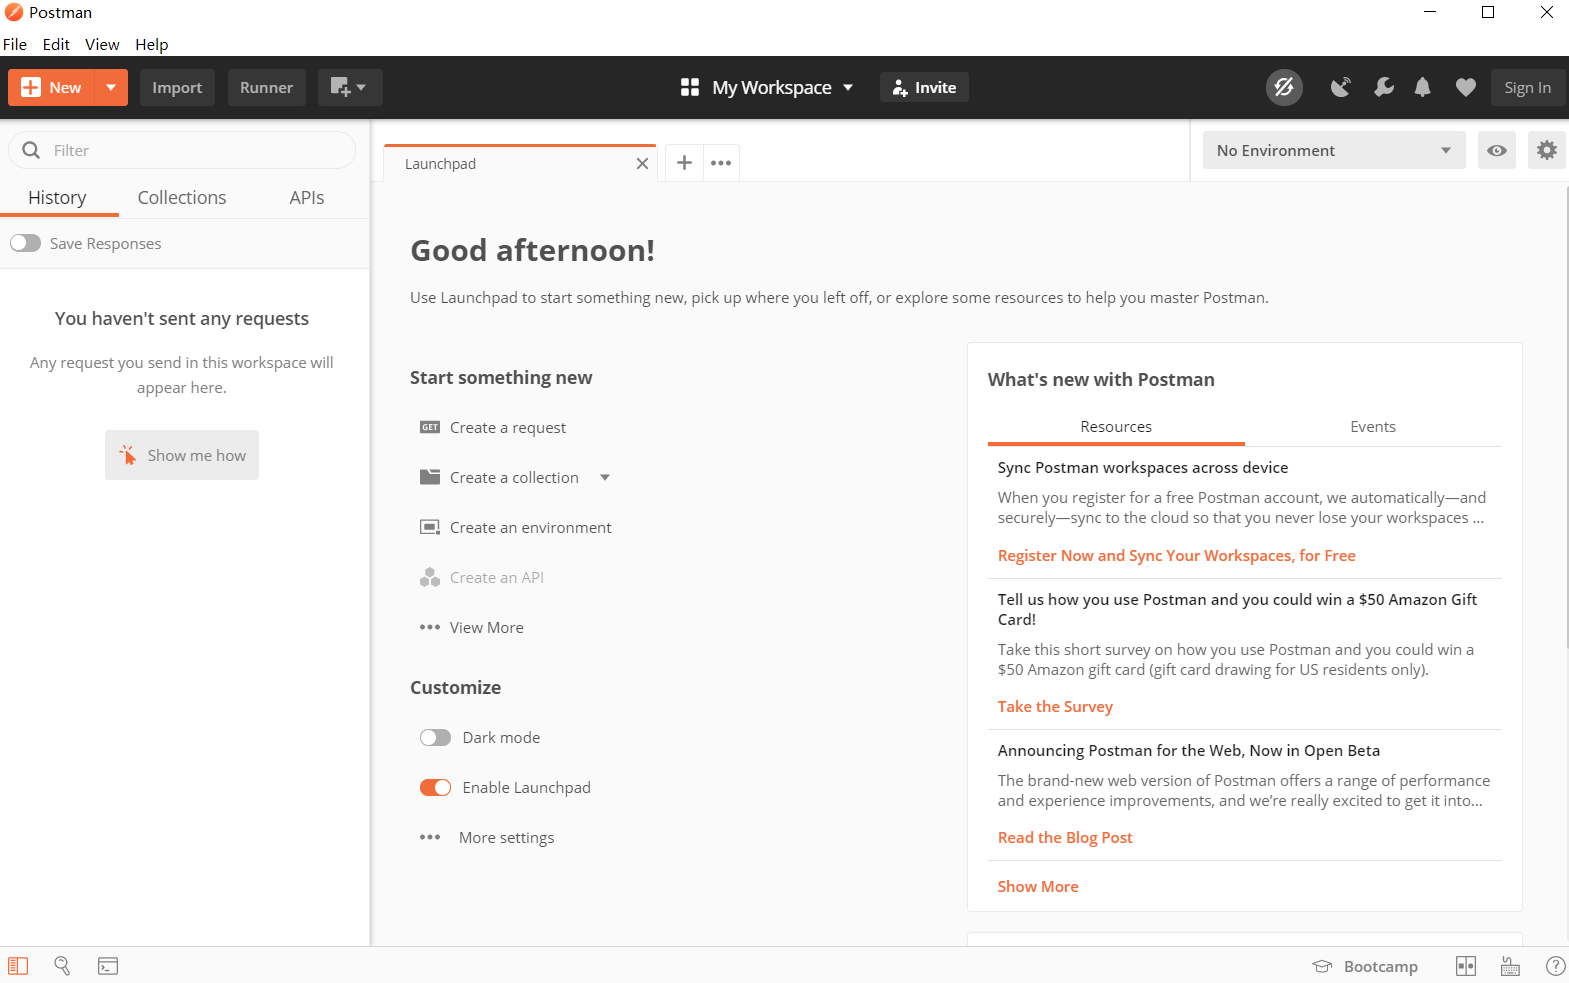 Postman
File Edit View Help
New Import Runner My Workspace Invite Sign In
Filter
History Collections APIs
Save Responses
You haven't sent any requests
Any request you send in this workspace will
appear here.
Show me how
Launchpad
No Environment
Good afternoon!
Use Launchpad to start something new, pick up where you left off, or explore some resources to help you master Postman.
Start something new
GET Create a request
Create a collection
Create an environment
Create an API
View More
Customize
Dark mode
Enable Launchpad
More settings
What's new with Postman
Resources Events
Sync Postman workspaces across device
When you register for a free Postman account, we automatically—and
securely—sync to the cloud so that you never lose your workspaces ...
Register Now and Sync Your Workspaces, for Free
Tell us how you use Postman and you could win a $50 Amazon Gift
Card!
Take this short survey on how you use Postman and you could win a
$50 Amazon gift card (gift card drawing for US residents only).
Take the Survey
Announcing Postman for the Web, Now in Open Beta
The brand-new web version of Postman offers a range of performance
and experience improvements, and we're really excited to get it into...
Read the Blog Post
Show More
Bootcamp